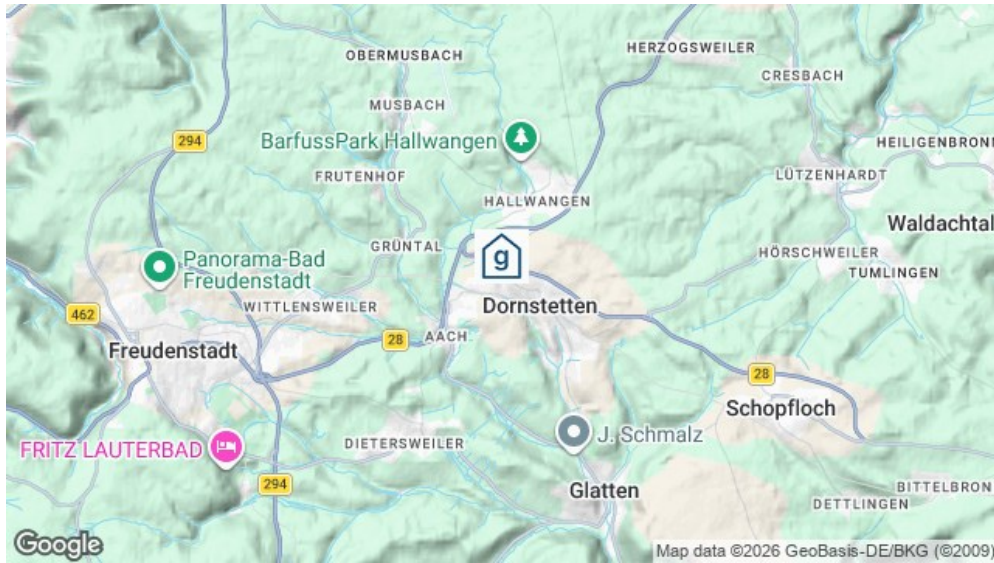 HERZOGSWEILER
OBERMUSBACH
CRESBACH
MUSBACH
294
BarfussPark Hallwangen
HEILIGENBRONN
FRUTENHOF
LÜTZENHARDT
HALLWANGEN
Waldachtal
GRÜNTAL
g
HÖRSCHWEILER
Panorama-Bad
Freudenstadt
TUMLINGEN
WITTLENSWEILER
Dornstetten
462
AACH
28
Freudenstadt
28
Schopfloch
J. Schmalz
DIETERSWEILER
FRITZ LAUTERBAD
294
Glatten
BITTELBRON
DETTLINGEN
Google
Map data ©2026 GeoBasis-DE/BKG (©2009)